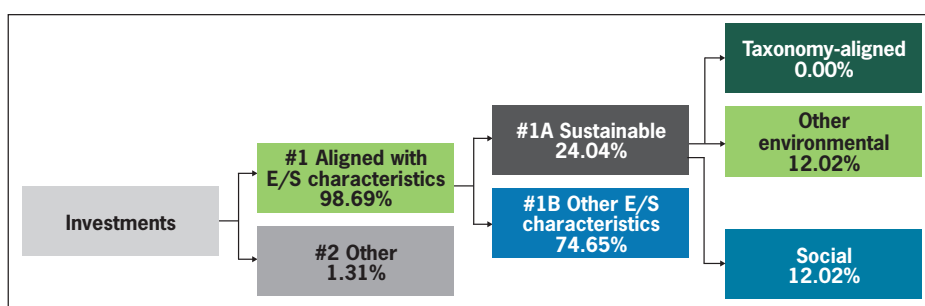 Investments
#1 Aligned with
E/S characteristics
98.69%
#2 Other
1.31%
#1A Sustainable
24.04%
#1B Other E/S
characteristics
74.65%
Taxonomy-aligned
0.00%
Other
environmental
12.02%
Social
12.02%